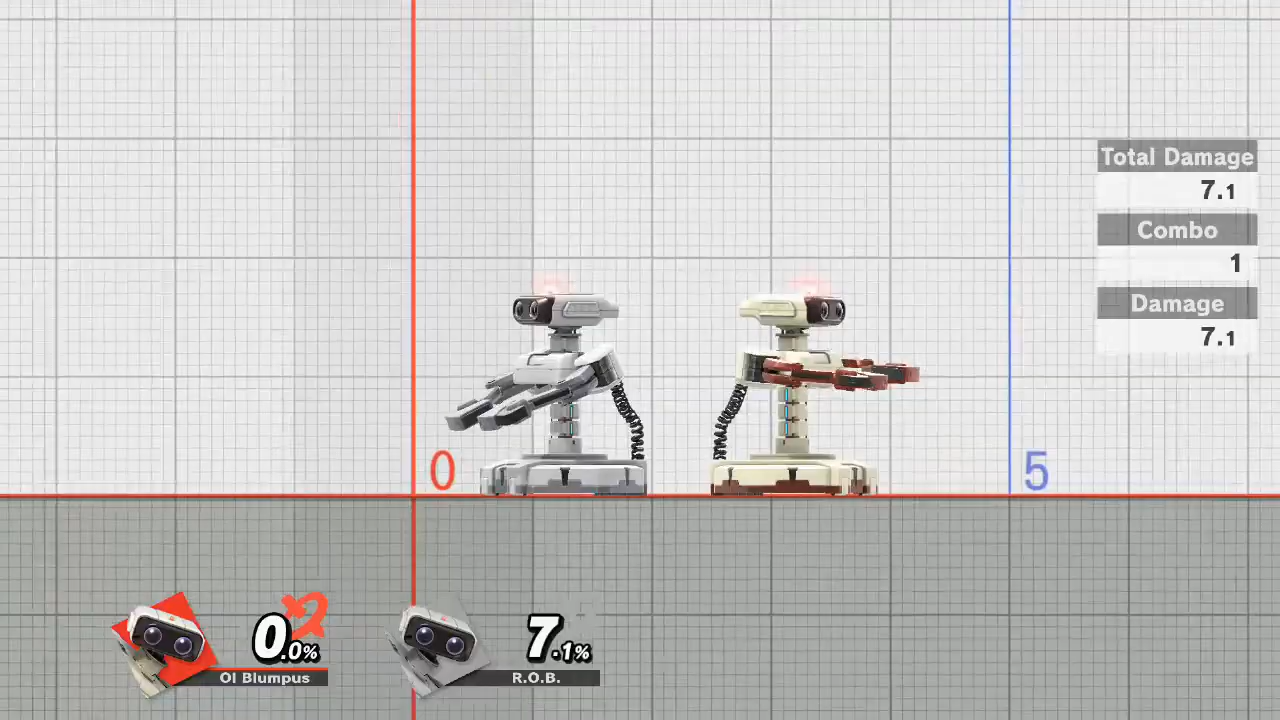 Total Damage
7.1
Combo
1
Damage
7.1
0
5
0.0%
Ol Blumpus
7.1%
R.O.B.